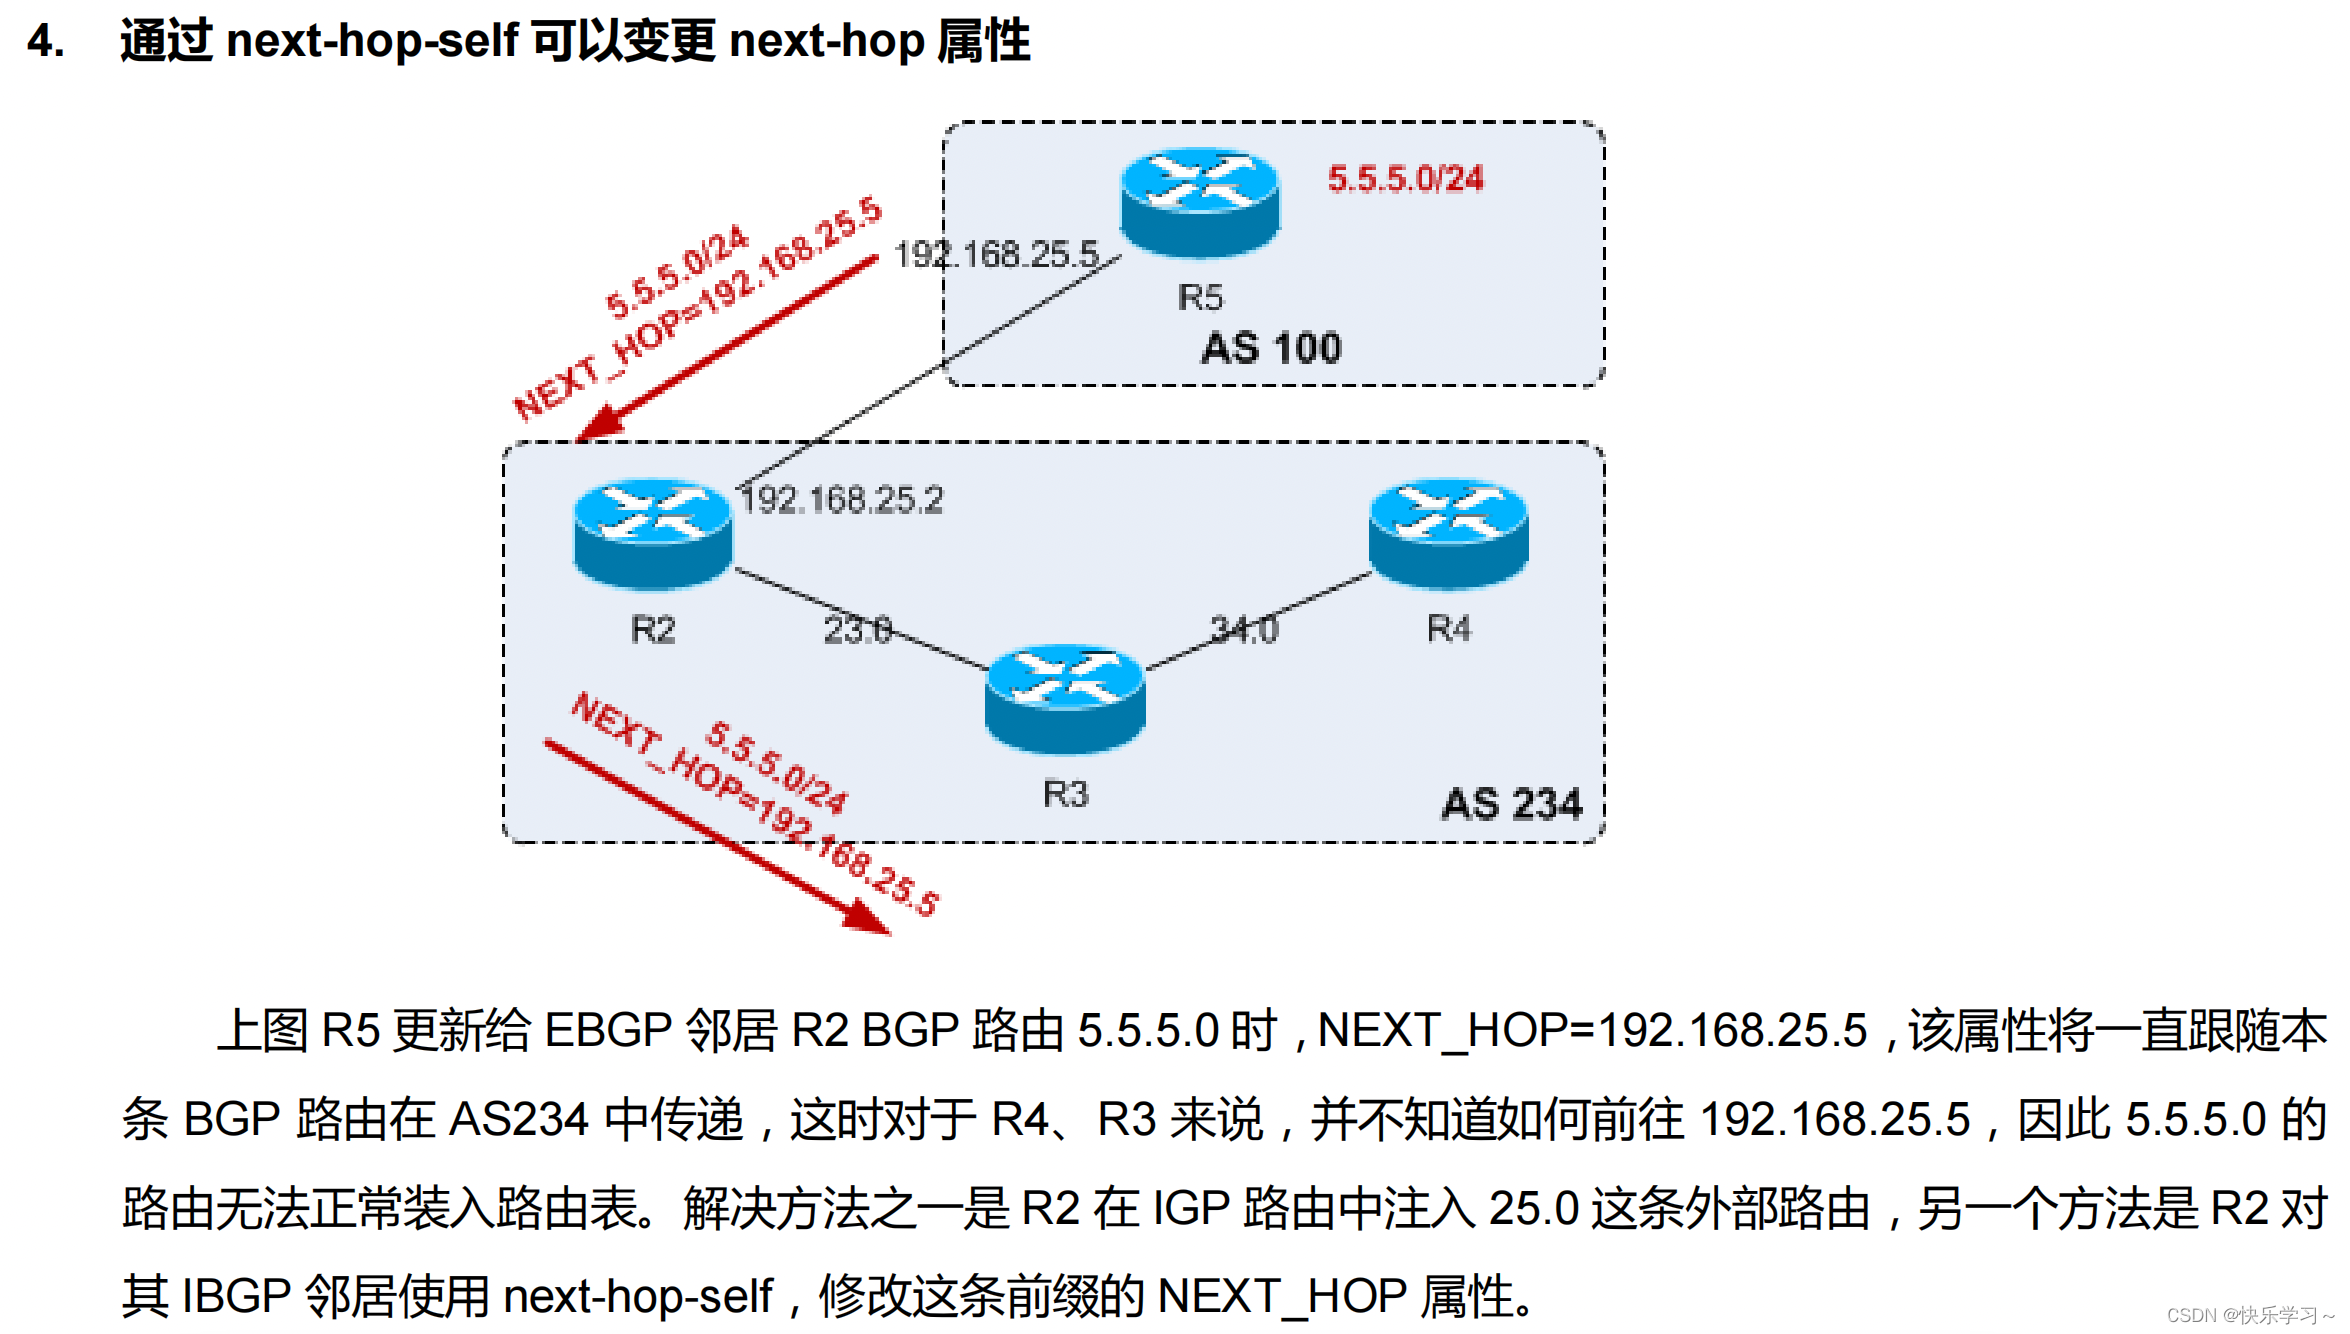 4. 通过 next-hop-self 可以变更 next-hop 属性
5.5.5.0/24
5.5.5.0/24
NEXT_HOP=192.168.25.5
192.168.25.5
R5
AS 100
192.168.25.2
R2
23.0
34.0
R4
R3
5.5.5.0/24
NEXT_HOP=192.168.25.5
AS 234
上图 R5 更新给 EBGP 邻居 R2 BGP 路由 5.5.5.0 时，NEXT_HOP=192.168.25.5，该属性将一直跟随本
条 BGP 路由在 AS234 中传递，这时对于 R4、R3 来说，并不知道如何前往 192.168.25.5，因此 5.5.5.0 的
路由无法正常装入路由表。解决方法之一是 R2 在 IGP 路由中注入 25.0 这条外部路由，另一个方法是 R2 对
其 IBGP 邻居使用 next-hop-self，修改这条前缀的 NEXT_HOP 属性。
CSDN @快乐学习～